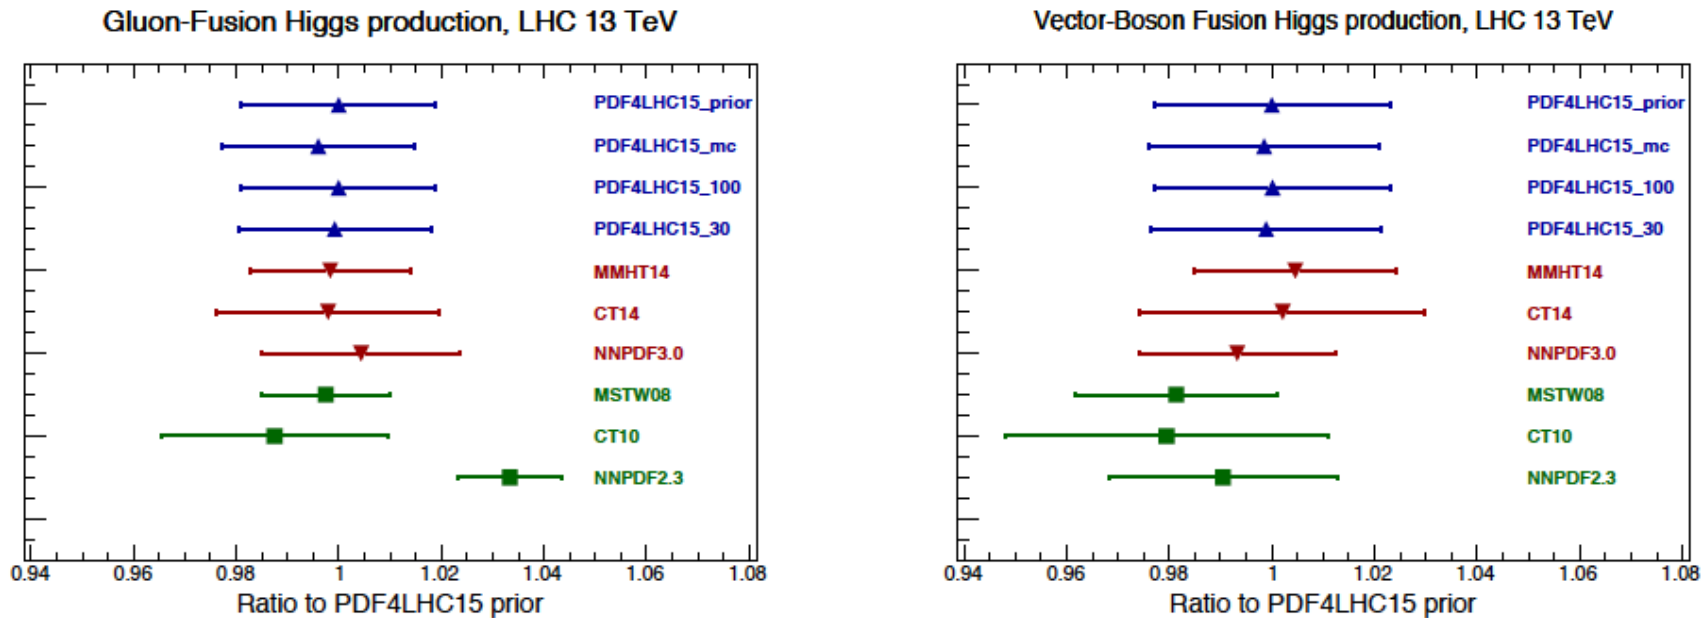 Gluon-Fusion Higgs production, LHC 13 TeV
PDF4LHC15_prior
PDF4LHC15_mc
PDF4LHC15_100
PDF4LHC15_30
MMHT14
CT14
NNPDF3.0
MSTW08
CT10
NNPDF2.3
0.94 0.96 0.98 1 1.02 1.04 1.06 1.08
Ratio to PDF4LHC15 prior
Vector-Boson Fusion Higgs production, LHC 13 TeV
PDF4LHC15_prior
PDF4LHC15_mc
PDF4LHC15_100
PDF4LHC15_30
MMHT14
CT14
NNPDF3.0
MSTW08
CT10
NNPDF2.3
0.94 0.96 0.98 1 1.02 1.04 1.06 1.08
Ratio to PDF4LHC15 prior